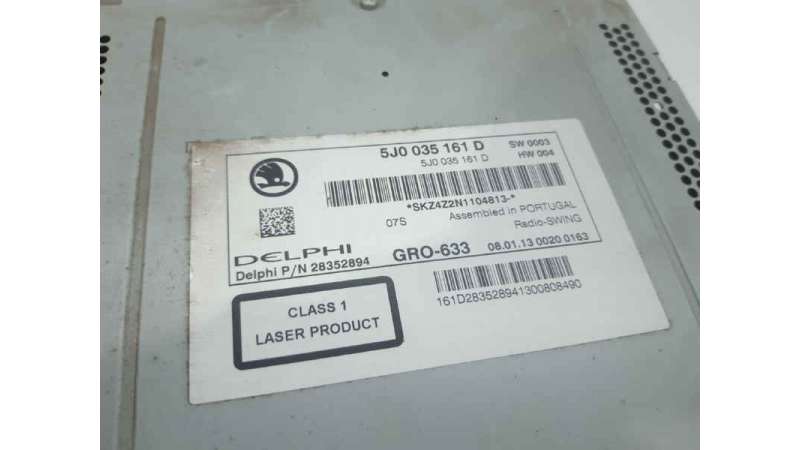 5J0 035 161 D SW 0003
5J0 035 161 D HW 004
*SKZ4Z2N1104813-*
07S Assembled in PORTUGAL
Radio-SWING
DELPHI GRO-633 08.01.13 0020 0163
Delphi P/N 28352894
161D283528941300808490
CLASS 1
LASER PRODUCT